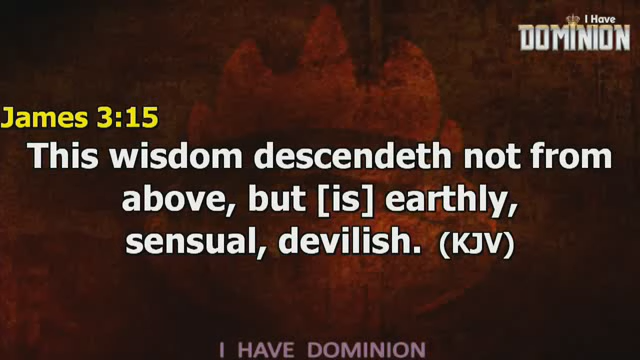 I Have
DOMINION
James 3:15
This wisdom descendeth not from
above, but [is] earthly,
sensual, devilish. (KJV)
I HAVE DOMINION